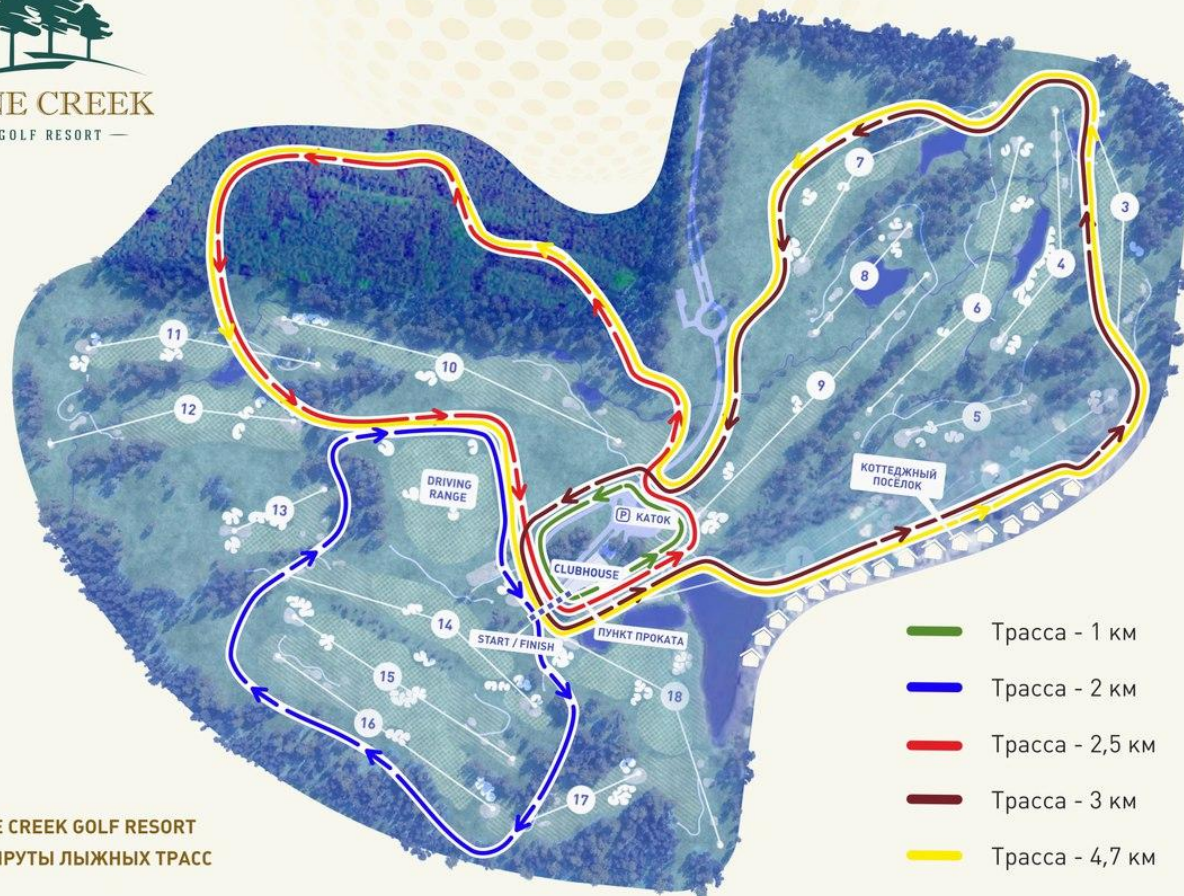 NE CREEK
GOLF RESORT
7
3
4
8
6
11
10
9
12
5
КОТТЕДЖНЫЙ
ПОСЁЛОК
DRIVING
RANGE
13
P КАТОК
CLUBHOUSE
14
START / FINISH
ПУНКТ ПРОКАТА
15
18
16
17
Трасса - 1 км
Трасса - 2 км
Трасса - 2,5 км
Трасса - 3 км
Трасса - 4,7 км
E CREEK GOLF RESORT
РУТЫ ЛЫЖНЫХ ТРАСС